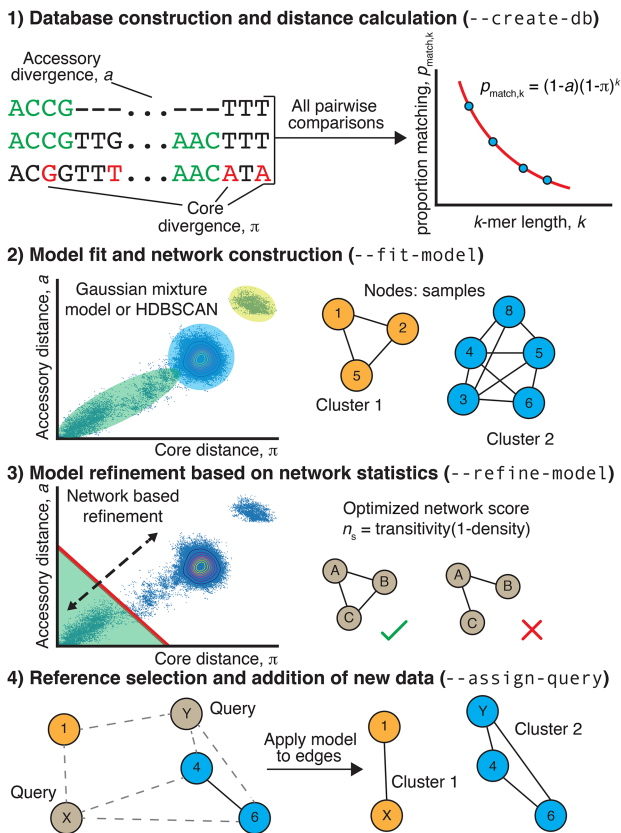 1) Database construction and distance calculation (--create-db)
Accessory
divergence, a
ACCG---...---TTT
ACCGTTG...AACTTT
ACGGTTT...AACATA
Core
divergence, π
All pairwise
comparisons
proportion matching, pmatch,k
pmatch,k = (1-a)(1-π)k
k-mer length, k
2) Model fit and network construction (--fit-model)
Accessory distance, a
Gaussian mixture
model or HDBSCAN
Core distance, π
Nodes: samples
1
2
5
Cluster 1
8
4
5
3
6
Cluster 2
3) Model refinement based on network statistics (--refine-model)
Accessory distance, a
Network based
refinement
Core distance, π
Optimized network score
ns = transitivity(1-density)
A
B
C
A
B
C
4) Reference selection and addition of new data (--assign-query)
1
Y
Query
4
Query
X
6
Apply model
to edges
1
Cluster 1
X
Y
Cluster 2
4
6